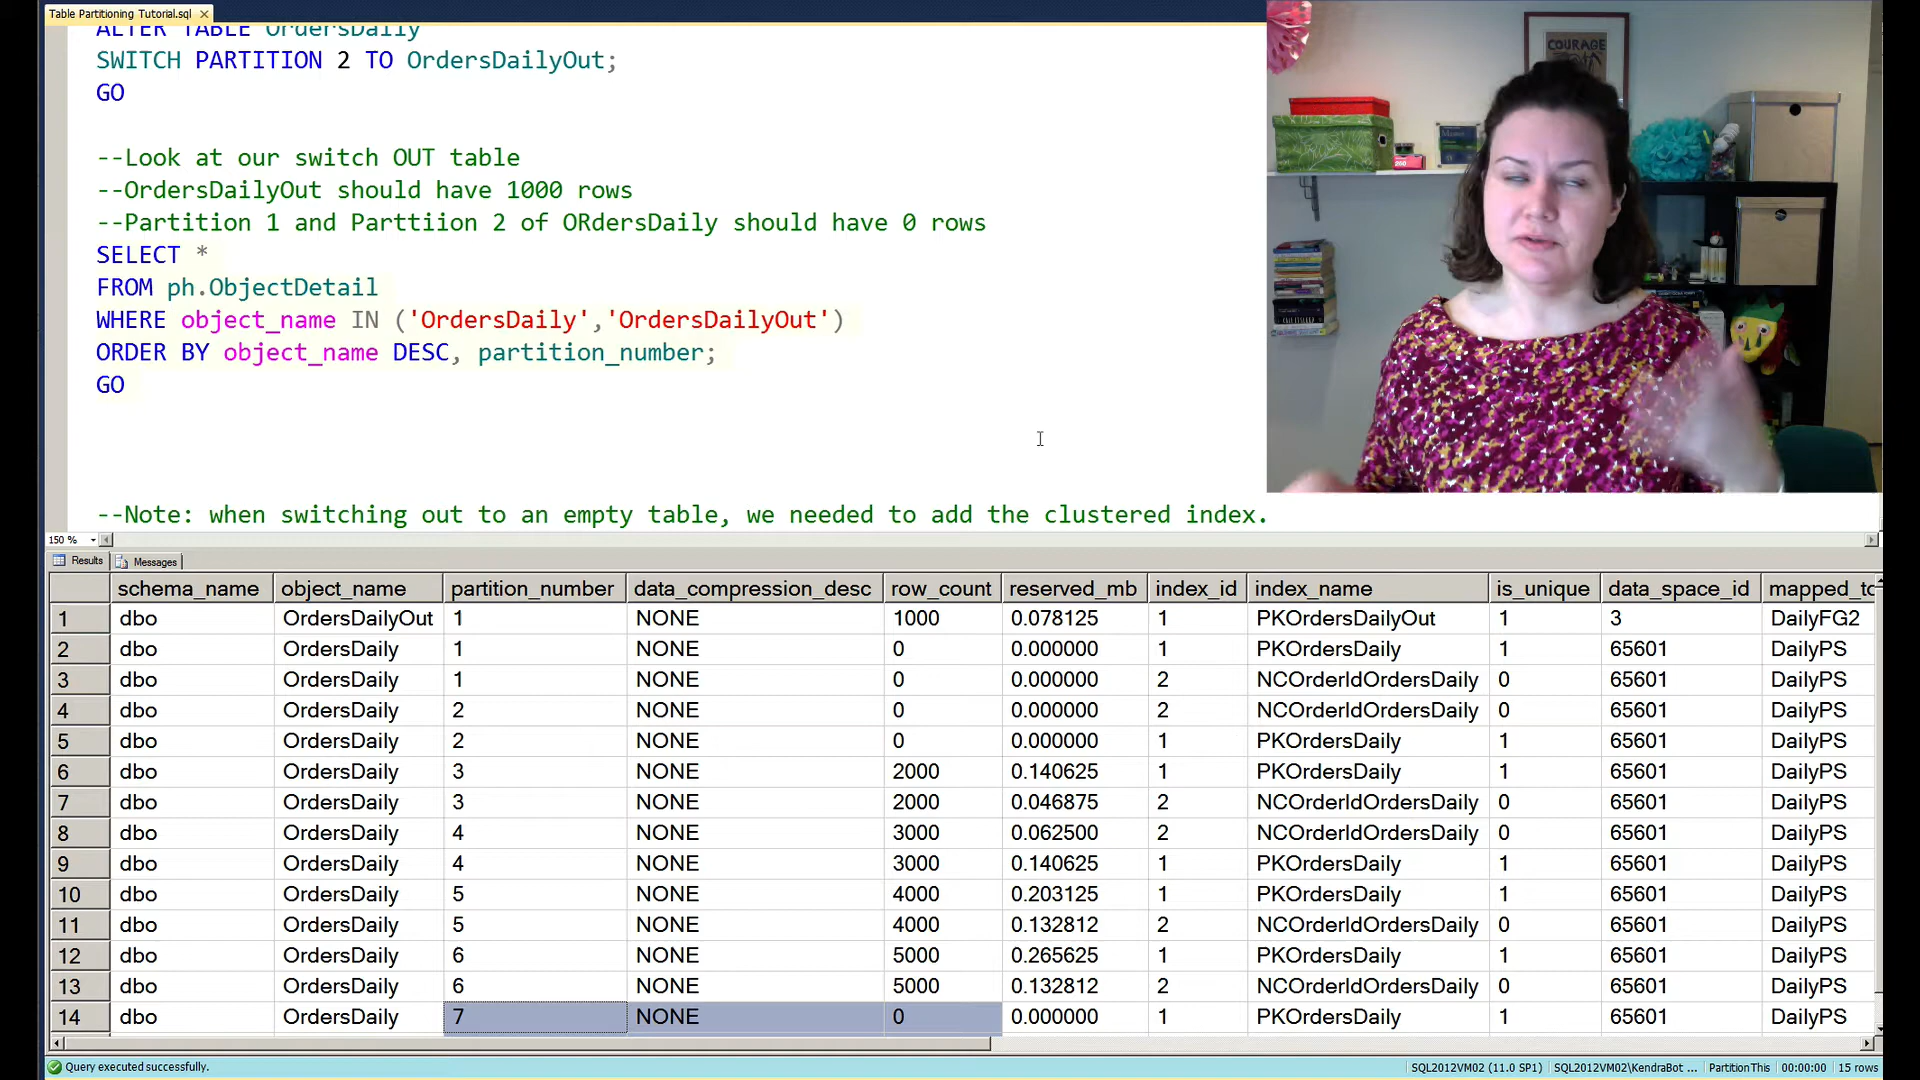 Table Partitioning Tutorial.sql
ALTER TABLE OrdersDaily
SWITCH PARTITION 2 TO OrdersDailyOut;
GO
--Look at our switch OUT table
--OrdersDailyOut should have 1000 rows
--Partition 1 and Parttiion 2 of ORdersDaily should have 0 rows
SELECT *
FROM ph.ObjectDetail
WHERE object_name IN ('OrdersDaily','OrdersDailyOut')
ORDER BY object_name DESC, partition_number;
GO
--Note: when switching out to an empty table, we needed to add the clustered index.
COURAGE
150 %
Results Messages
schema_name object_name partition_number data_compression_desc row_count reserved_mb index_id index_name is_unique data_space_id mapped_tc
1 dbo OrdersDailyOut 1 NONE 1000 0.078125 1 PKOrdersDailyOut 1 3 DailyFG2
2 dbo OrdersDaily 1 NONE 0 0.000000 1 PKOrdersDaily 1 65601 DailyPS
3 dbo OrdersDaily 1 NONE 0 0.000000 2 NCOrderIdOrdersDaily 0 65601 DailyPS
4 dbo OrdersDaily 2 NONE 0 0.000000 2 NCOrderIdOrdersDaily 0 65601 DailyPS
5 dbo OrdersDaily 2 NONE 0 0.000000 1 PKOrdersDaily 1 65601 DailyPS
6 dbo OrdersDaily 3 NONE 2000 0.140625 1 PKOrdersDaily 1 65601 DailyPS
7 dbo OrdersDaily 3 NONE 2000 0.046875 2 NCOrderIdOrdersDaily 0 65601 DailyPS
8 dbo OrdersDaily 4 NONE 3000 0.062500 2 NCOrderIdOrdersDaily 0 65601 DailyPS
9 dbo OrdersDaily 4 NONE 3000 0.140625 1 PKOrdersDaily 1 65601 DailyPS
10 dbo OrdersDaily 5 NONE 4000 0.203125 1 PKOrdersDaily 1 65601 DailyPS
11 dbo OrdersDaily 5 NONE 4000 0.132812 2 NCOrderIdOrdersDaily 0 65601 DailyPS
12 dbo OrdersDaily 6 NONE 5000 0.265625 1 PKOrdersDaily 1 65601 DailyPS
13 dbo OrdersDaily 6 NONE 5000 0.132812 2 NCOrderIdOrdersDaily 0 65601 DailyPS
14 dbo OrdersDaily 7 NONE 0 0.000000 1 PKOrdersDaily 1 65601 DailyPS
Query executed successfully. SQL2012VM02 (11.0 SP1) SQL2012VM02\KendraBot ... PartitionThis 00:00:00 15 rows